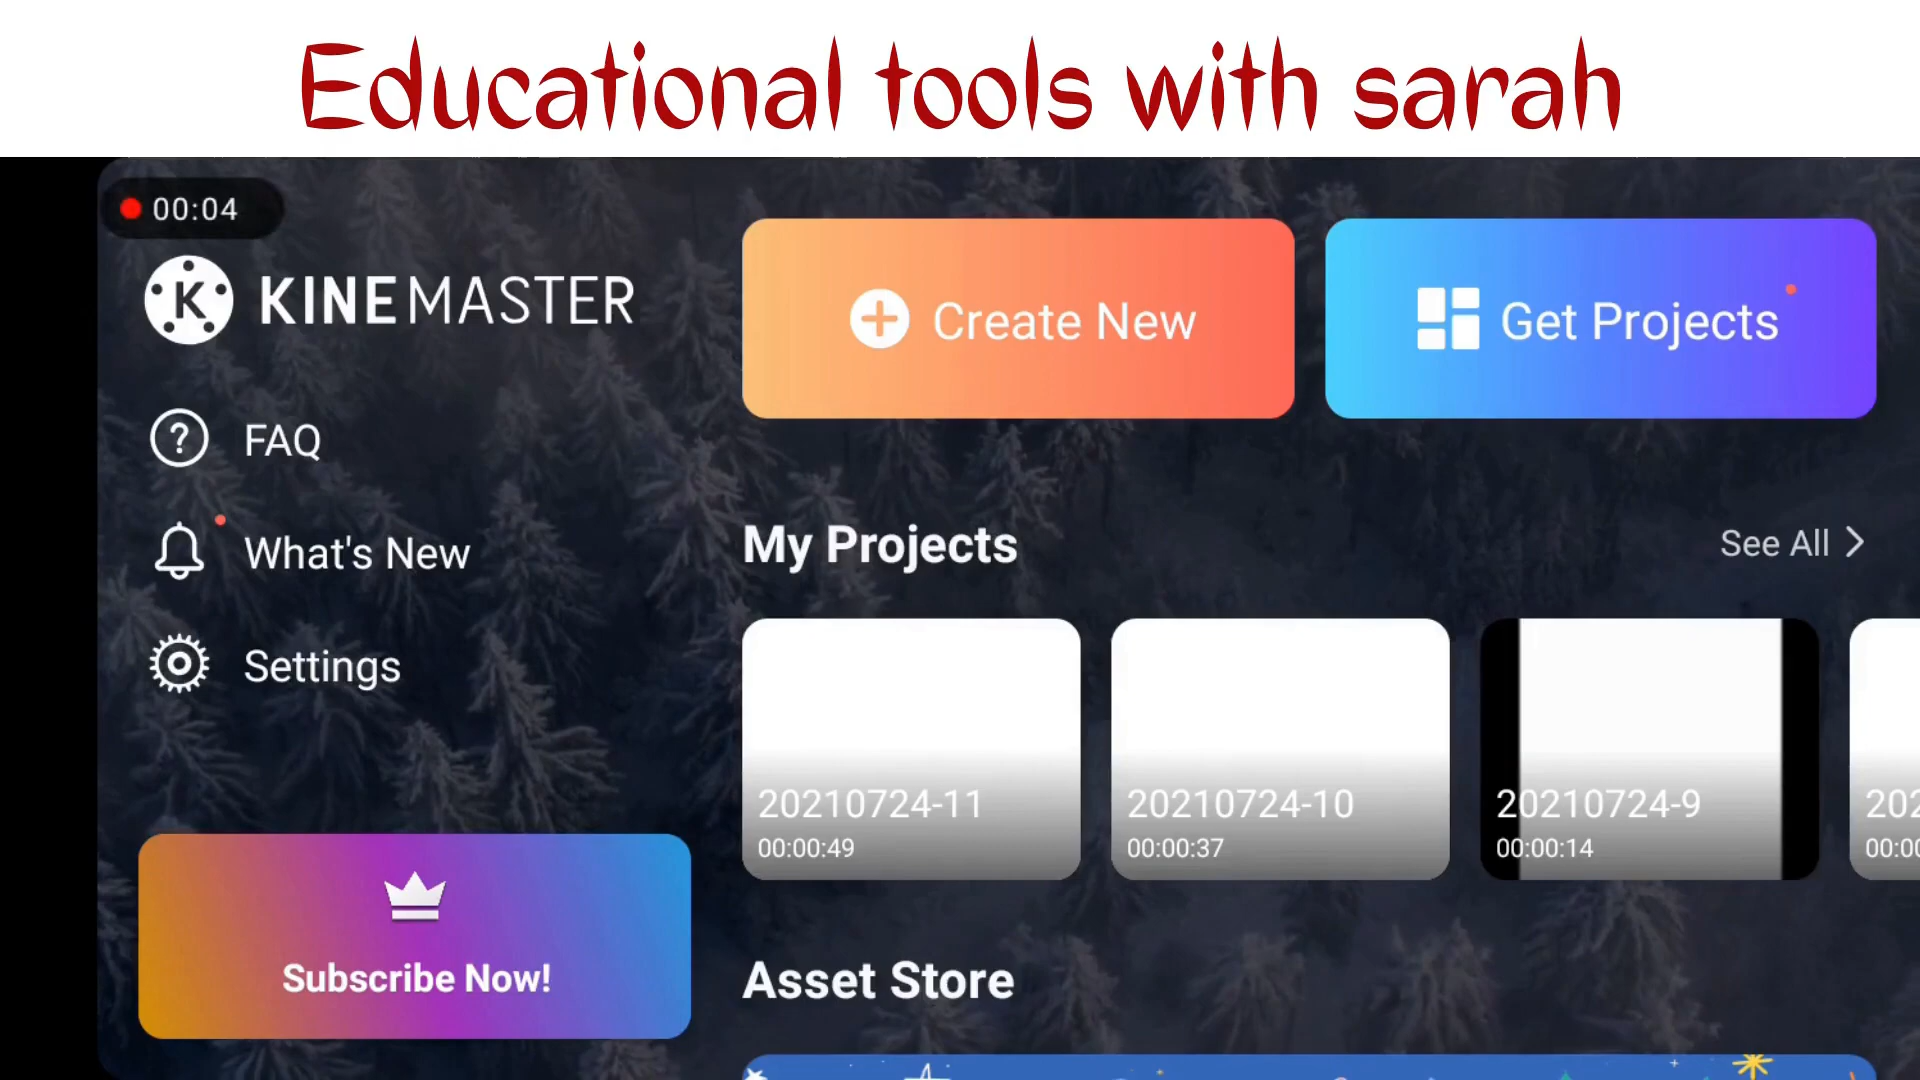 Educational tools with sarah
00:04
K KINEMASTER
FAQ
What's New
Settings
Subscribe Now!
Create New
Get Projects
My Projects
See All
20210724-11
00:00:49
20210724-10
00:00:37
20210724-9
00:00:14
Asset Store